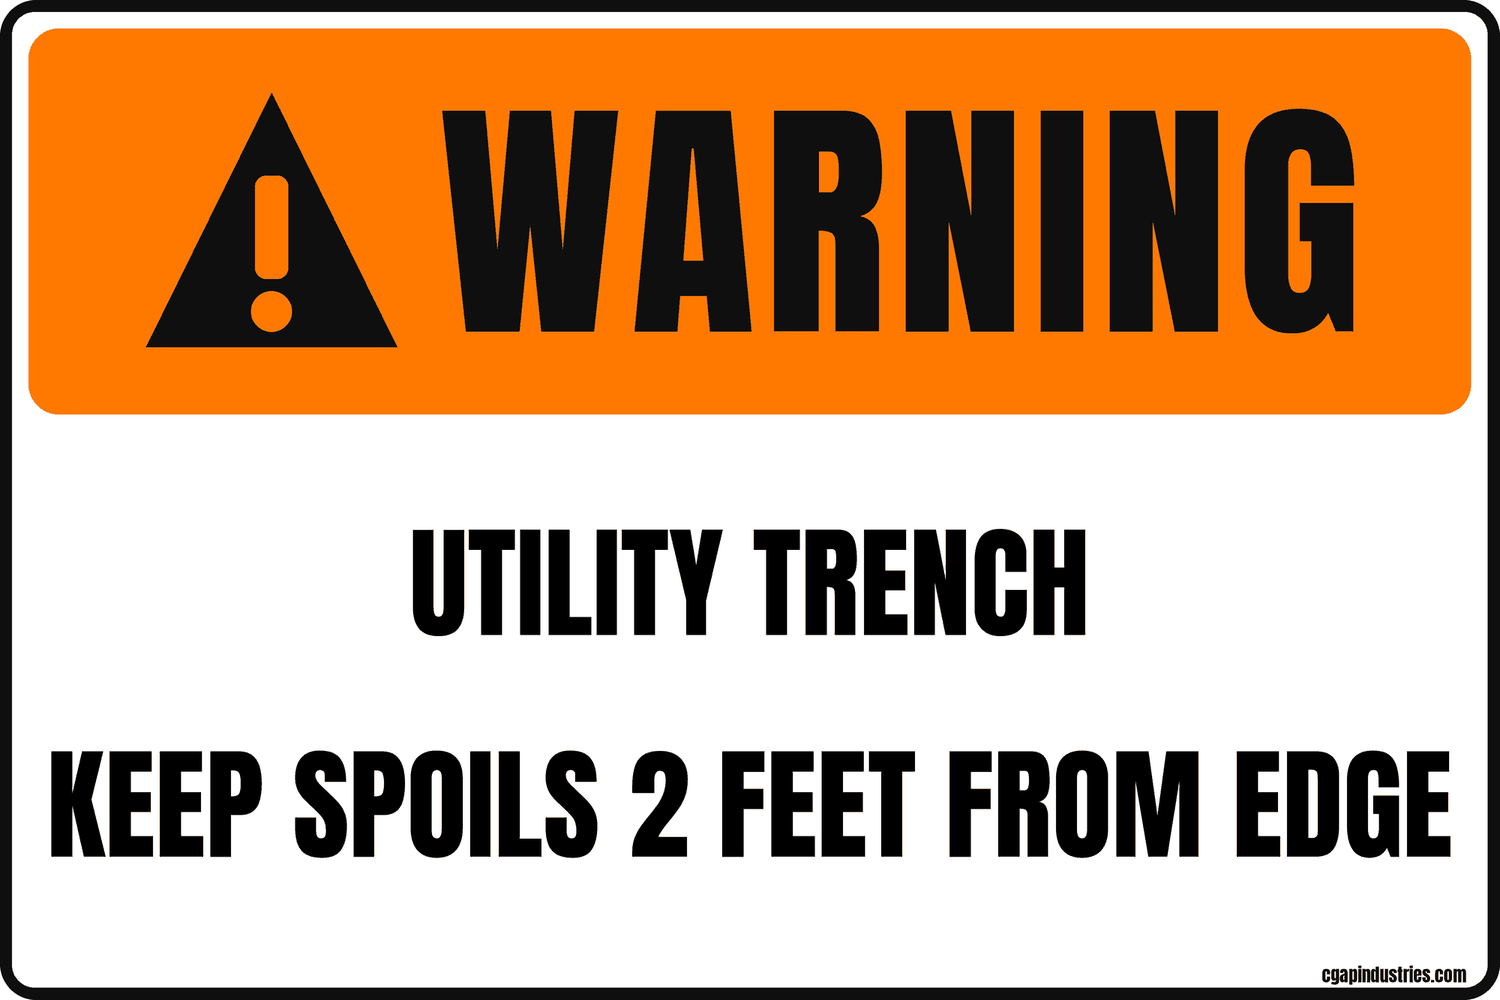 WARNING
UTILITY TRENCH
KEEP SPOILS 2 FEET FROM EDGE
cgapindustries.com